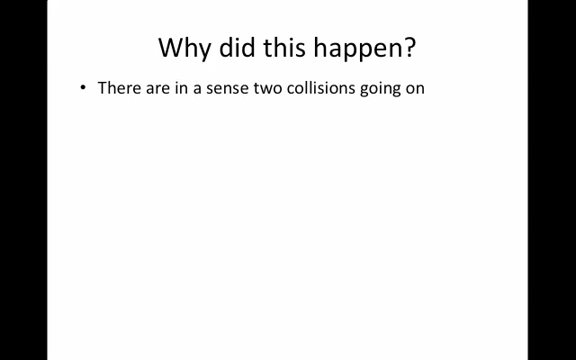 Why did this happen?
• There are in a sense two collisions going on